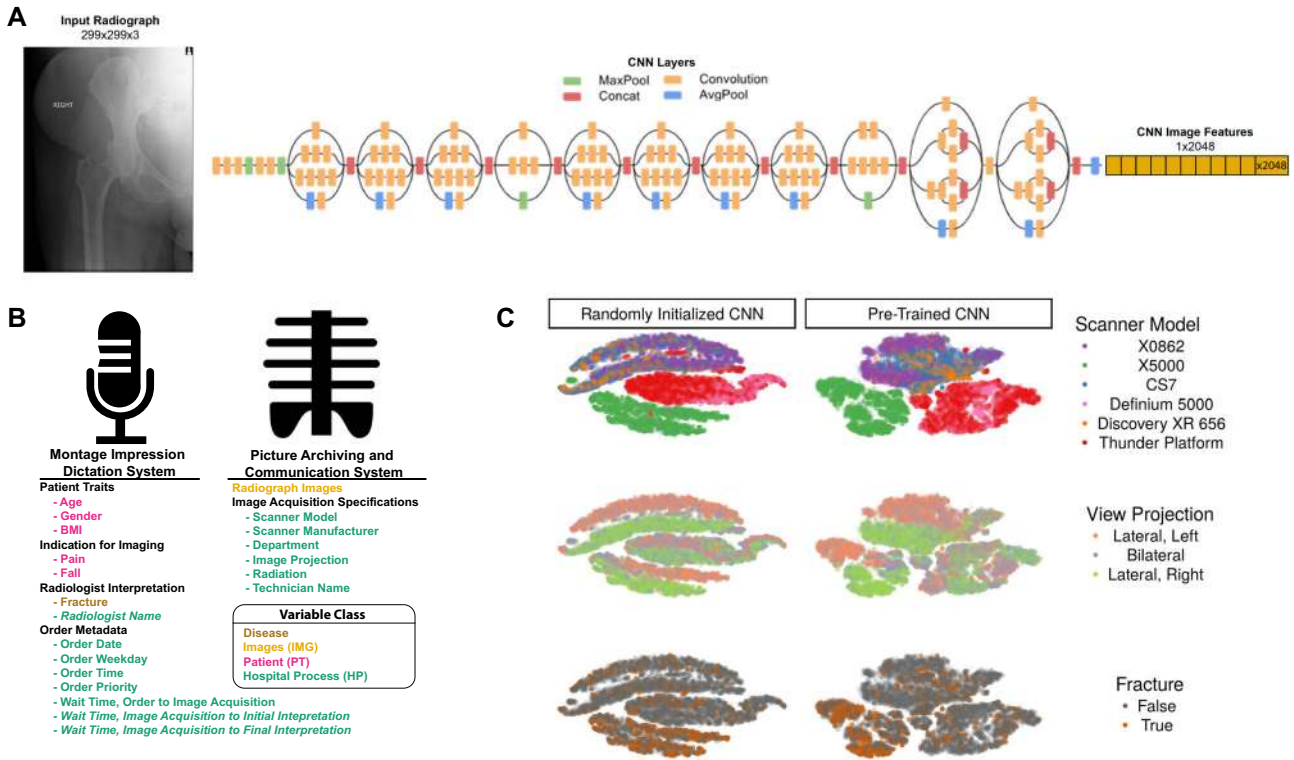 A
Input Radiograph
299x299x3
RIGHT
CNN Layers
MaxPool
Convolution
Concat
AvgPool
CNN Image Features
1x2048
x2048
B
Montage Impression
Dictation System
Patient Traits
- Age
- Gender
- BMI
Indication for Imaging
- Pain
- Fall
Radiologist Interpretation
- Fracture
- Radiologist Name
Order Metadata
- Order Date
- Order Weekday
- Order Time
- Order Priority
- Wait Time, Order to Image Acquisition
- Wait Time, Image Acquisition to Initial Intepretation
- Wait Time, Image Acquisition to Final Interpretation
Picture Archiving and
Communication System
Radiograph Images
Image Acquisition Specifications
- Scanner Model
- Scanner Manufacturer
- Department
- Image Projection
- Radiation
- Technician Name
Variable Class
Disease
Images (IMG)
Patient (PT)
Hospital Process (HP)
C
Randomly Initialized CNN
Pre-Trained CNN
Scanner Model
X0862
X5000
CS7
Definium 5000
Discovery XR 656
Thunder Platform
View Projection
Lateral, Left
Bilateral
Lateral, Right
Fracture
False
True